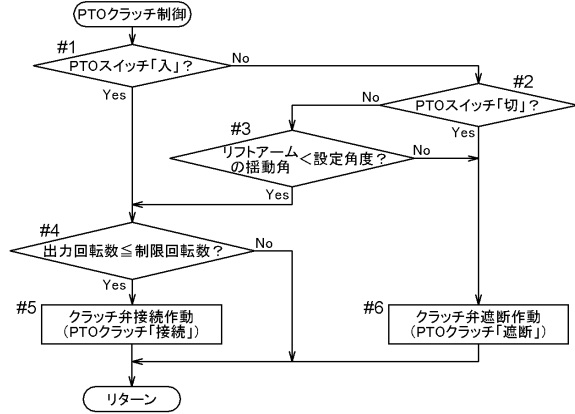 PTOクラッチ制御
#1
PTOスイッチ「入」?
No
Yes
#2
PTOスイッチ「切」?
No
Yes
#3
リフトアーム
の揺動角
<設定角度?
No
Yes
#4
出力回転数≦制限回転数?
No
Yes
#5
クラッチ弁接続作動
(PTOクラッチ「接続」)
#6
クラッチ弁遮断作動
(PTOクラッチ「遮断」)
リターン